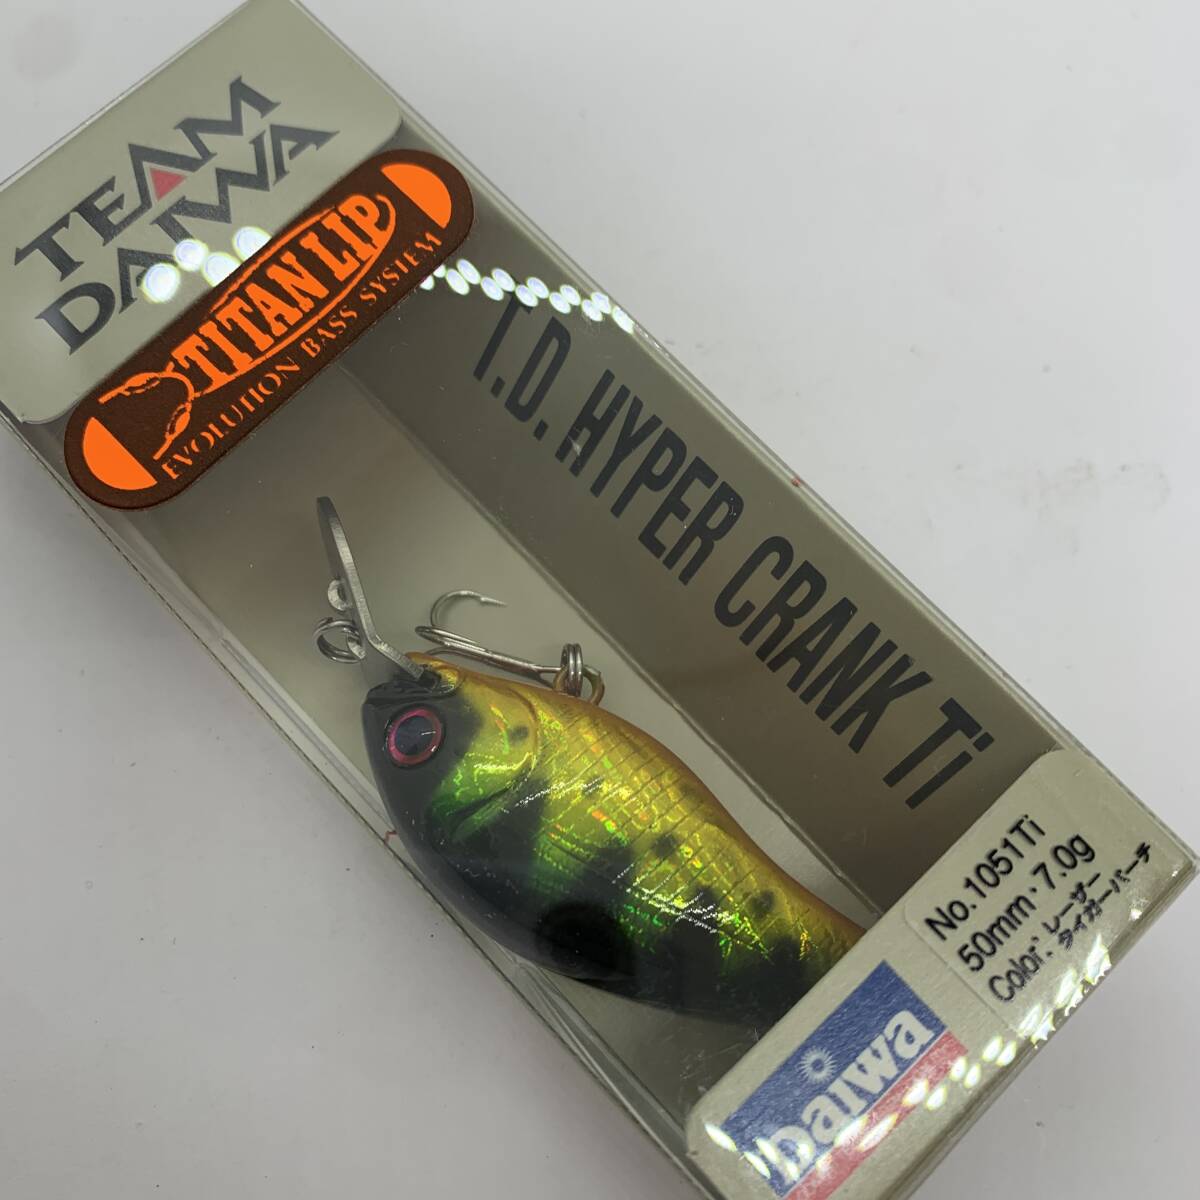 TEAM
DAIWA
TITAN LIP
EVOLUTION BASS SYSTEM
T.D. HYPER CRANK Ti
No.1051Ti
50mm・7.0g
Color: レーザー
タイガーパーチ
Daiwa